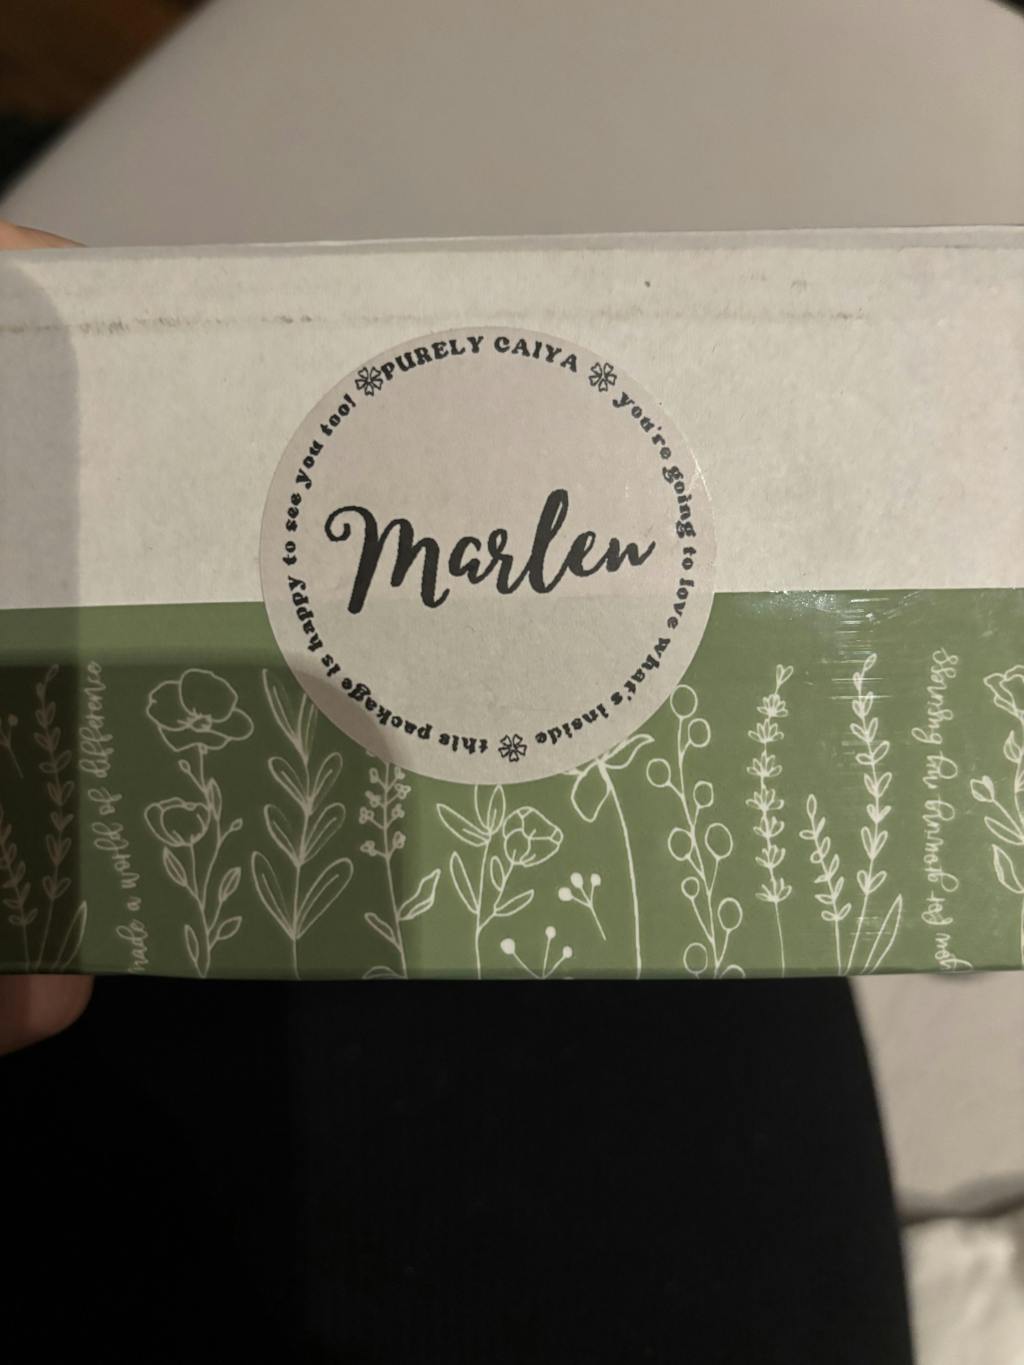 PURELY CAIYA
you're going to love what's inside
this package is happy to see you too!
Marlen
made a world of difference
you for growing my business